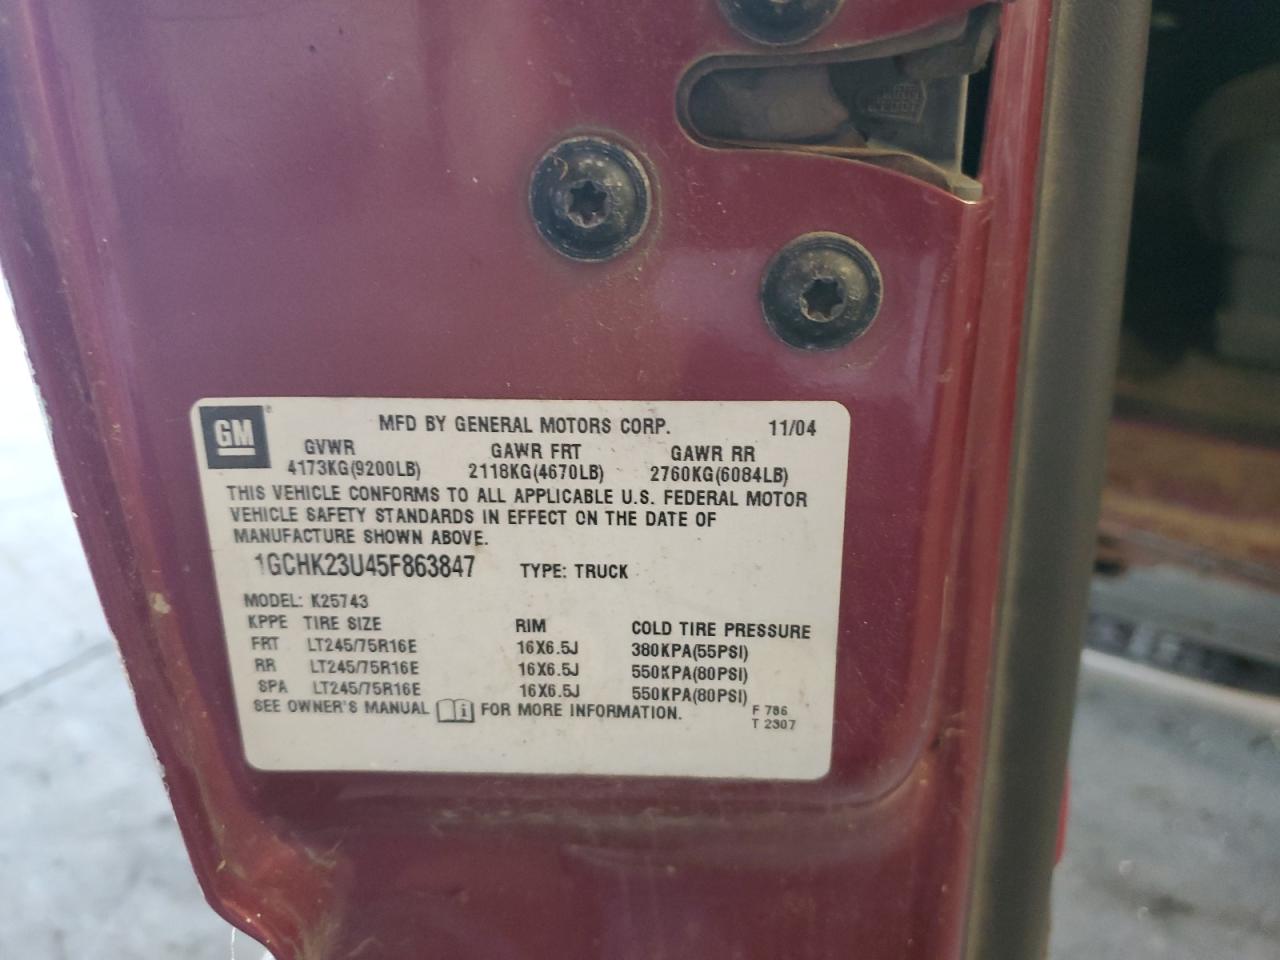 GM ® MFD BY GENERAL MOTORS CORP. 11/04
GVWR GAWR FRT GAWR RR
4173KG(9200LB) 2118KG(4670LB) 2760KG(6084LB)
THIS VEHICLE CONFORMS TO ALL APPLICABLE U.S. FEDERAL MOTOR
VEHICLE SAFETY STANDARDS IN EFFECT ON THE DATE OF
MANUFACTURE SHOWN ABOVE.
1GCHK23U45F863847 TYPE: TRUCK
MODEL: K25743
KPPE TIRE SIZE RIM COLD TIRE PRESSURE
FRT LT245/75R16E 16X6.5J 380KPA(55PSI)
RR LT245/75R16E 16X6.5J 550KPA(80PSI)
SPA LT245/75R16E 16X6.5J 550KPA(80PSI)
SEE OWNER'S MANUAL i FOR MORE INFORMATION. F 786
T 2307